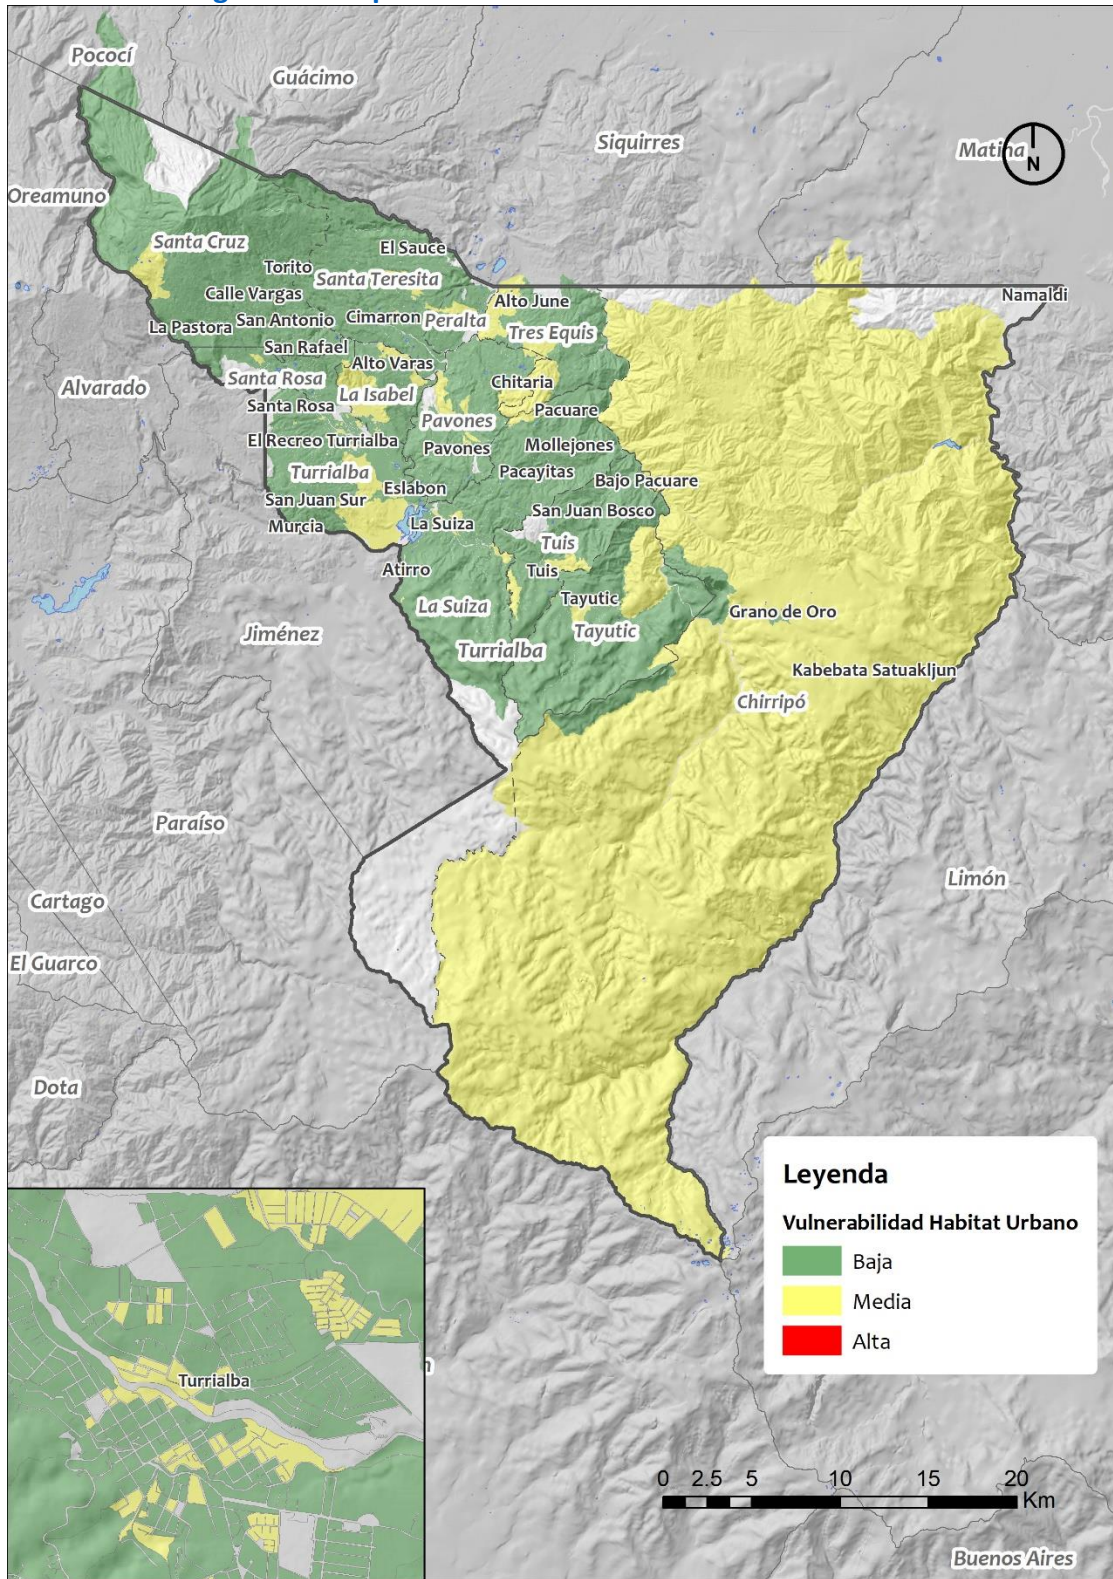 Pococí
Guácimo
Siquirres
Matina
N
Oreamuno
Santa Cruz
El Sauce
Torito
Santa Teresita
Calle Vargas
Alto June
Namaldi
La Pastora
San Antonio
Cimarron
Peralta
Tres Equis
San Rafael
Alto Varas
Alvarado
Santa Rosa
La Isabel
Chitaria
Santa Rosa
Pavones
Pacuare
El Recreo Turrialba
Pavones
Mollejones
Turrialba
Pacayitas
Bajo Pacuare
San Juan Sur
Eslabon
San Juan Bosco
Murcia
La Suiza
Tuis
Atirro
Tuis
La Suiza
Tayutic
Grano de Oro
Jiménez
Tayutic
Turrialba
Kabebata Satuakljun
Chirripó
Paraíso
Limón
Cartago
El Guarco
Dota
Leyenda
Vulnerabilidad Habitat Urbano
Baja
Media
Alta
Turrialba
0 2.5 5 10 15 20
Km
Buenos Aires